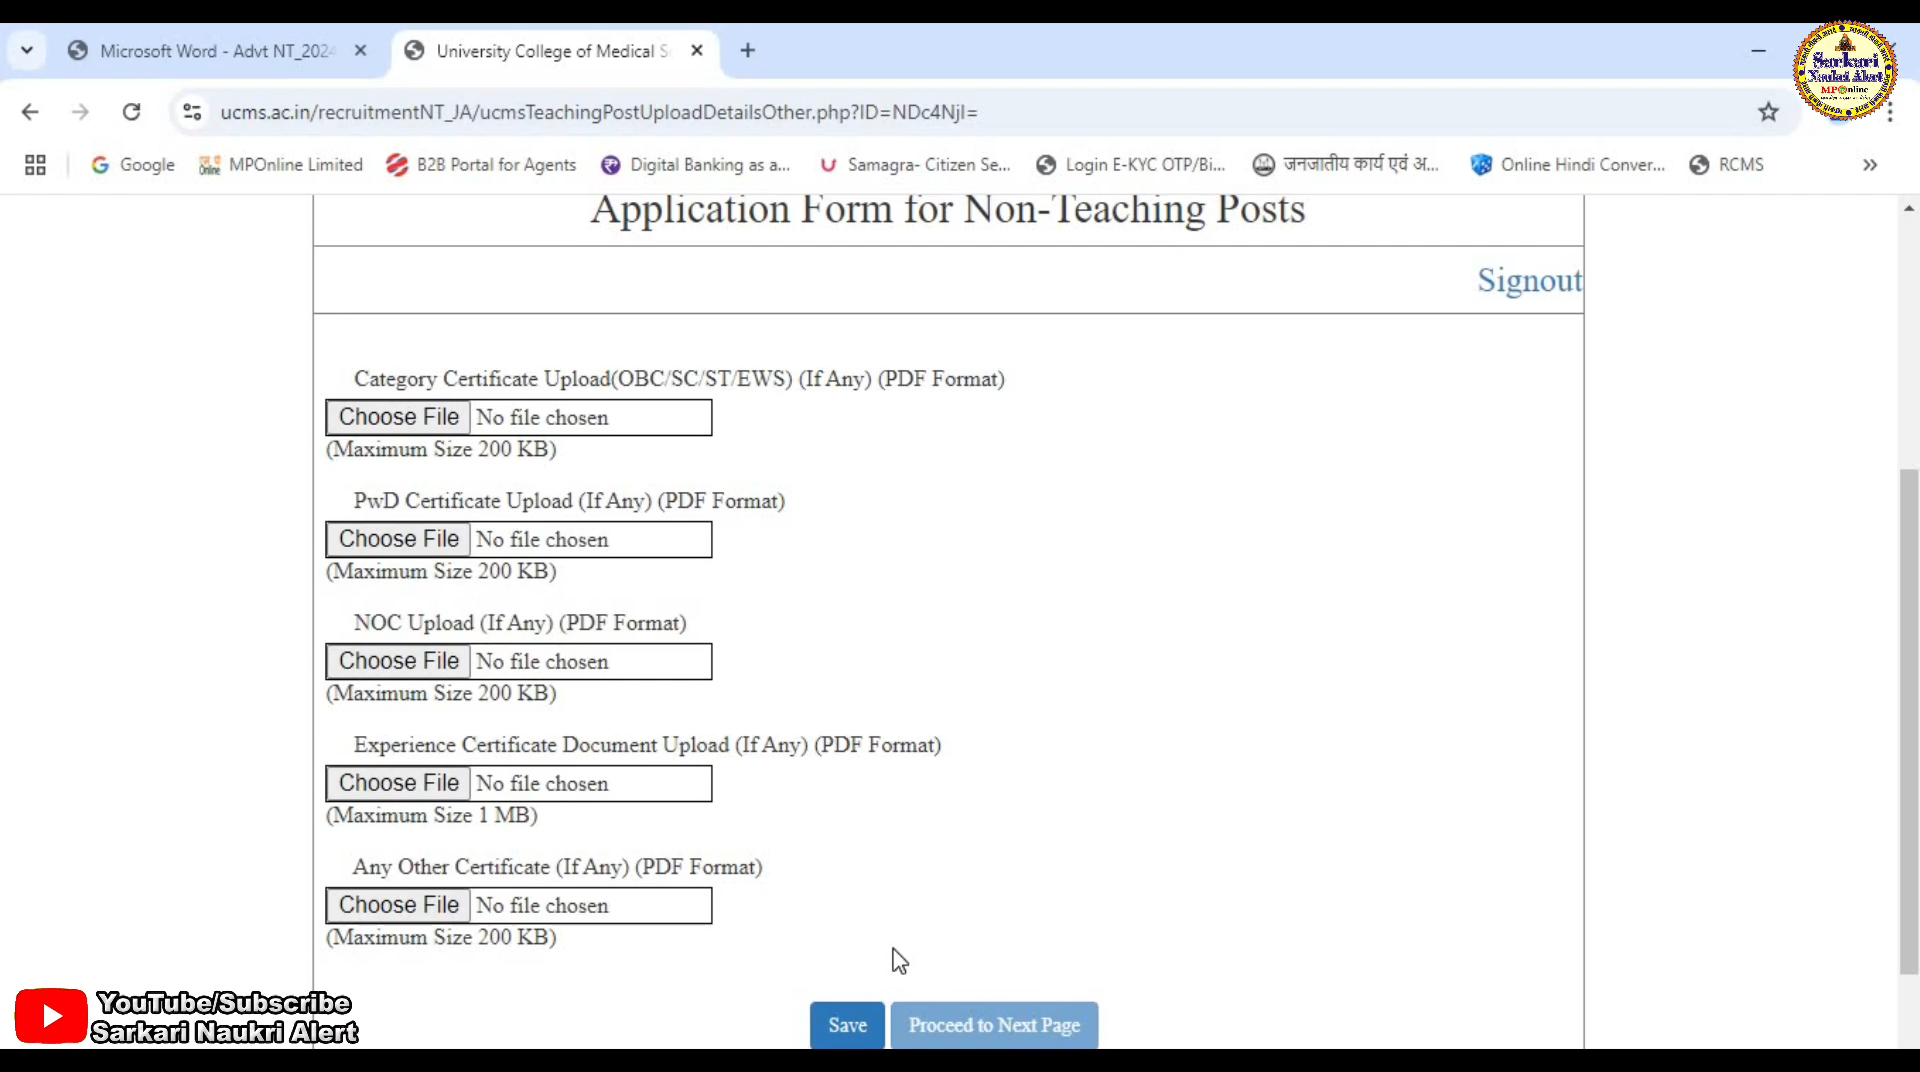 Microsoft Word - Advt NT_2024
University College of Medical S
ucms.ac.in/recruitmentNT_JA/ucmsTeachingPostUploadDetailsOther.php?ID=NDc4NjI=
Google
MPOnline Limited
B2B Portal for Agents
Digital Banking as a...
Samagra- Citizen Se...
Login E-KYC OTP/Bi...
जनजातीय कार्य एवं अ...
Online Hindi Conver...
RCMS
Sarkari
Naukri Alert
MPOnline
Application Form for Non-Teaching Posts
Signout
Category Certificate Upload(OBC/SC/ST/EWS) (If Any) (PDF Format)
Choose File No file chosen
(Maximum Size 200 KB)
PwD Certificate Upload (If Any) (PDF Format)
Choose File No file chosen
(Maximum Size 200 KB)
NOC Upload (If Any) (PDF Format)
Choose File No file chosen
(Maximum Size 200 KB)
Experience Certificate Document Upload (If Any) (PDF Format)
Choose File No file chosen
(Maximum Size 1 MB)
Any Other Certificate (If Any) (PDF Format)
Choose File No file chosen
(Maximum Size 200 KB)
Save
Proceed to Next Page
YouTube/Subscribe
Sarkari Naukri Alert